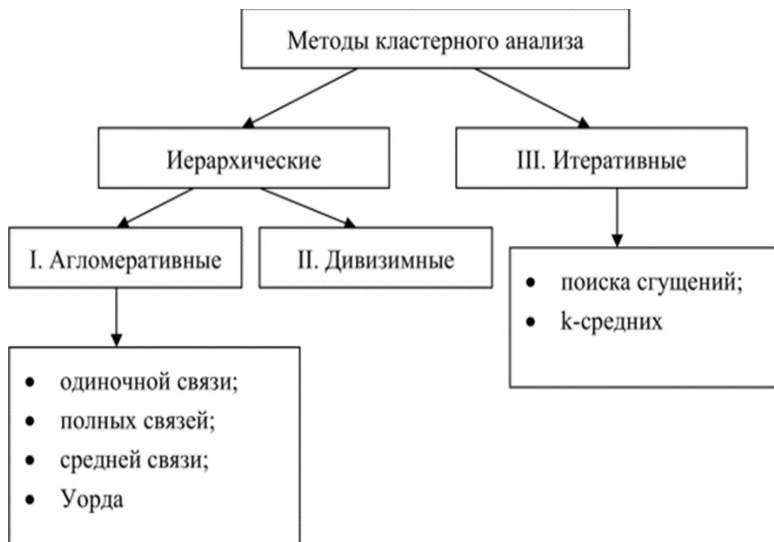 Методы кластерного анализа
Иерархические
III. Итеративные
I. Агломеративные
II. Дивизимные
поиска сгущений;
k-средних
одиночной связи;
полных связей;
средней связи;
Уорда